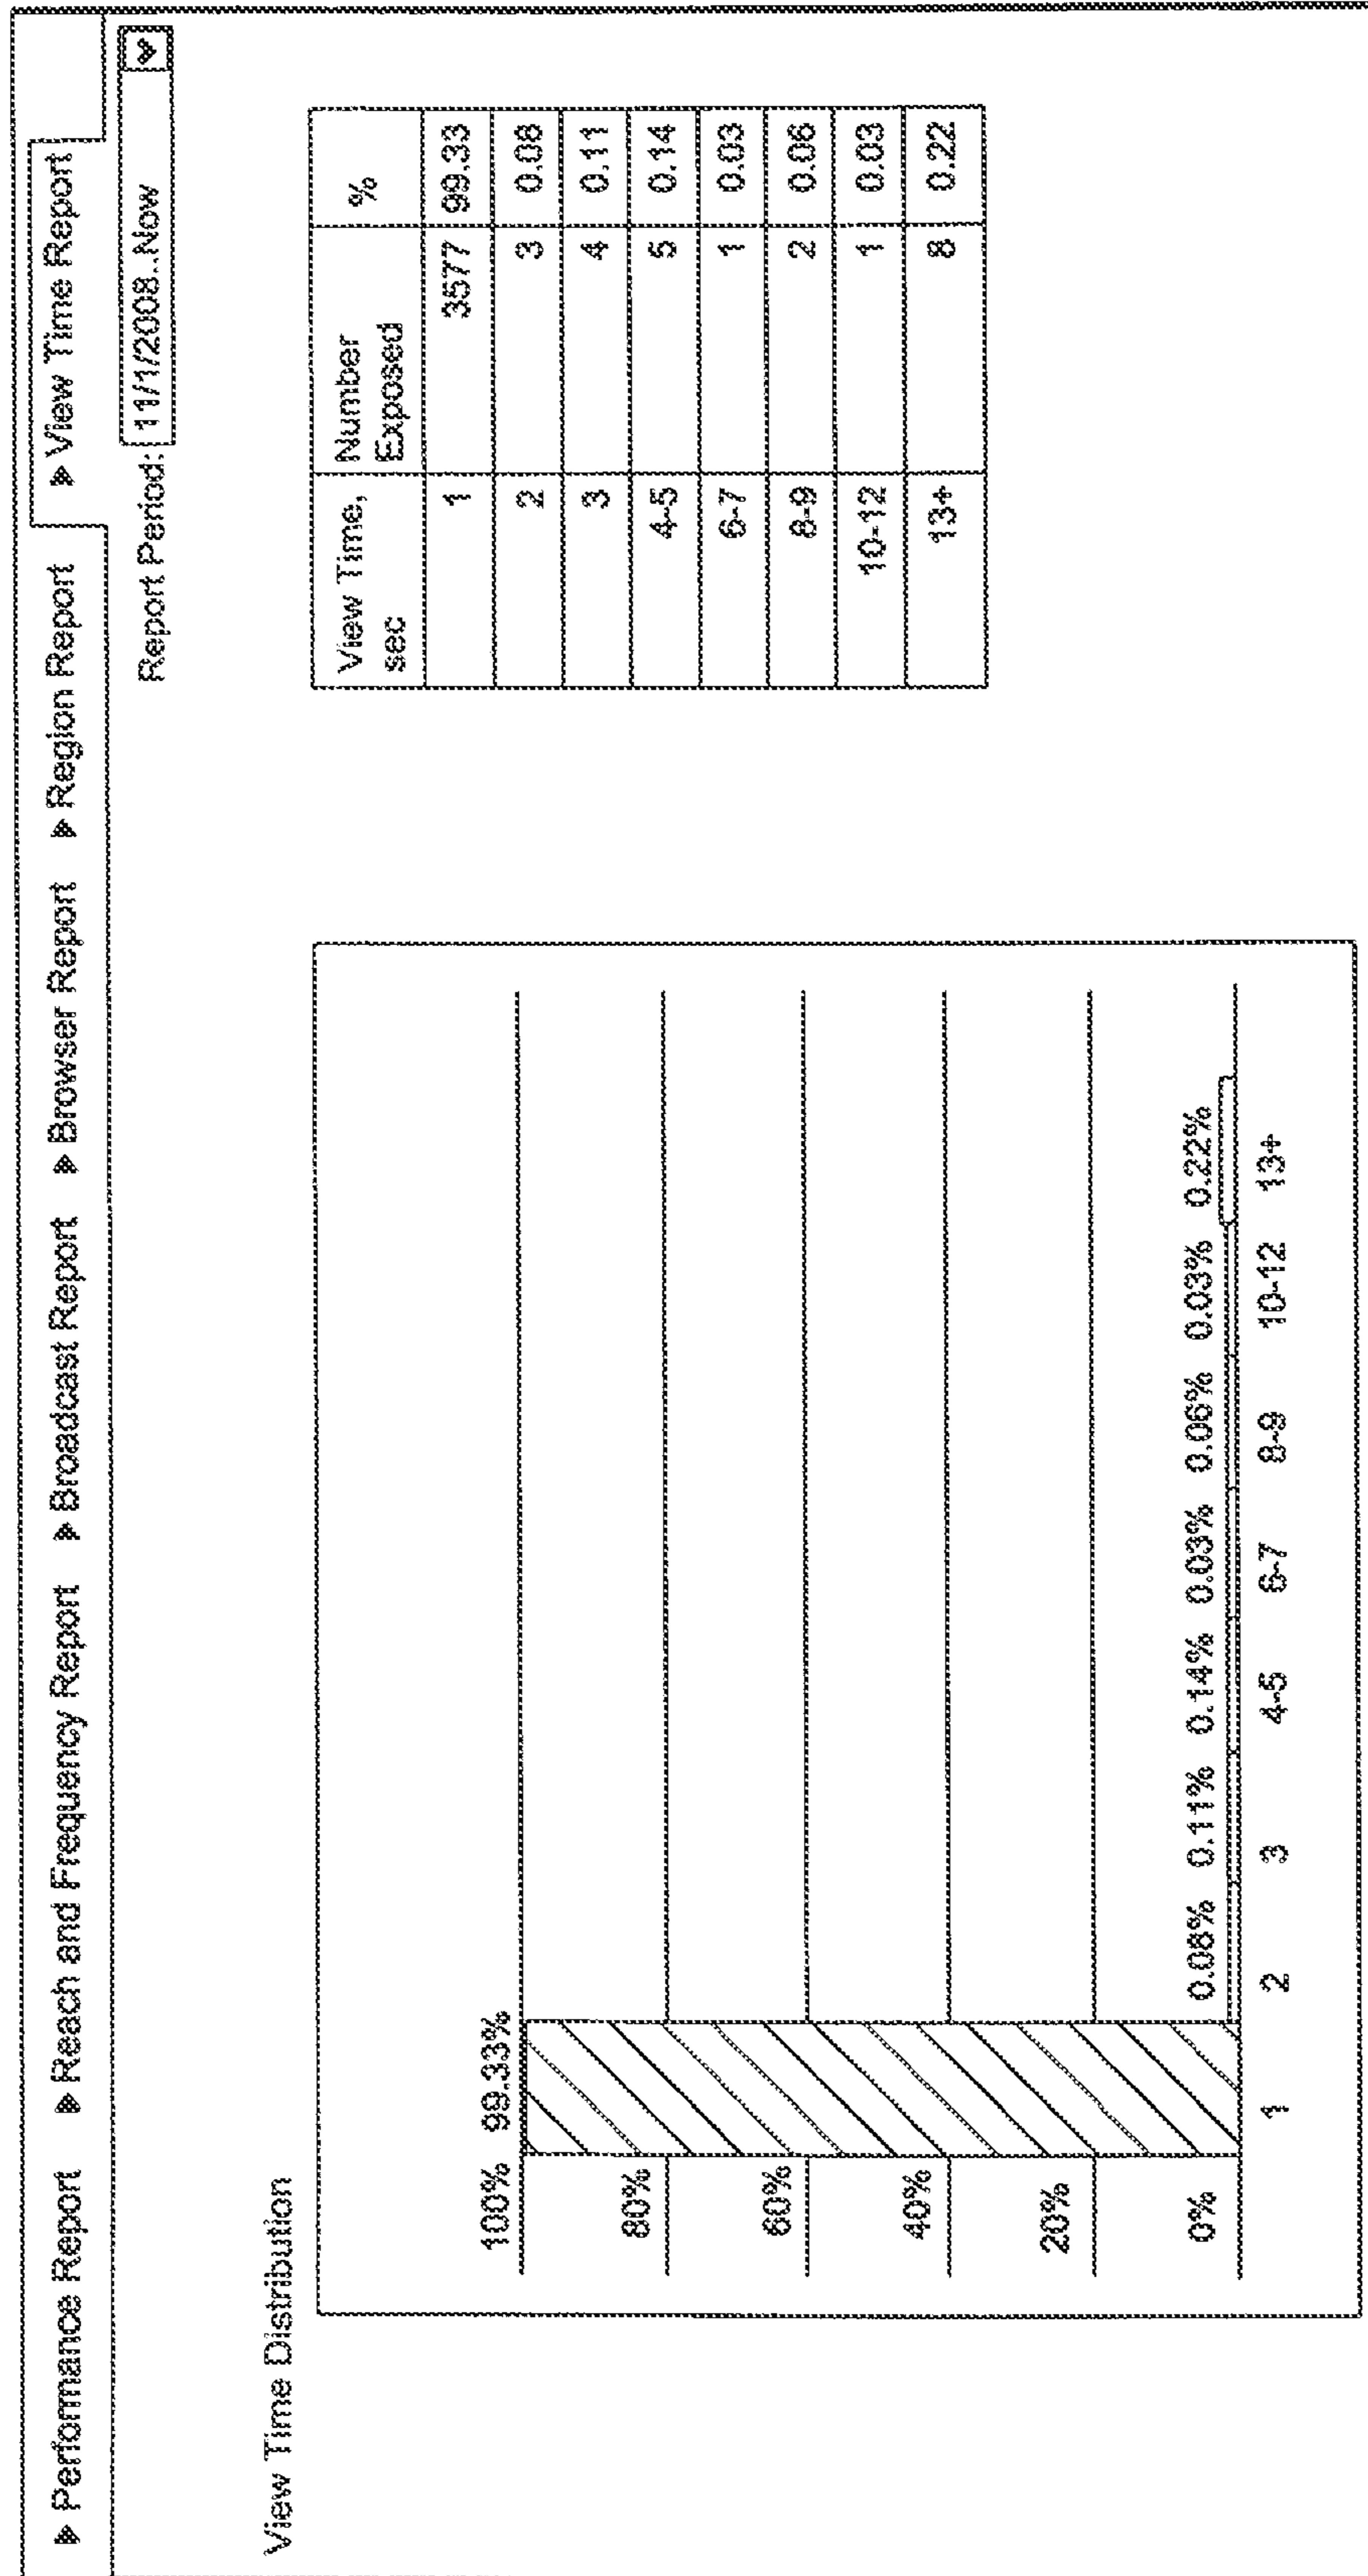 ▶ Performance Report ▶ Reach and Frequency Report ▶ Broadcast Report ▶ Browser Report ▶ Region Report ▶ View Time Report
Report Period: 11/1/2008..Now
View Time Distribution
100% 99.33%
80%
60%
40%
20%
0% 0.08% 0.11% 0.14% 0.03% 0.06% 0.03% 0.22%
1 2 3 4-5 6-7 8-9 10-12 13+
View Time, sec Number Exposed %
1 3577 99.33
2 3 0.08
3 4 0.11
4-5 5 0.14
6-7 1 0.03
8-9 2 0.06
10-12 1 0.03
13+ 8 0.22